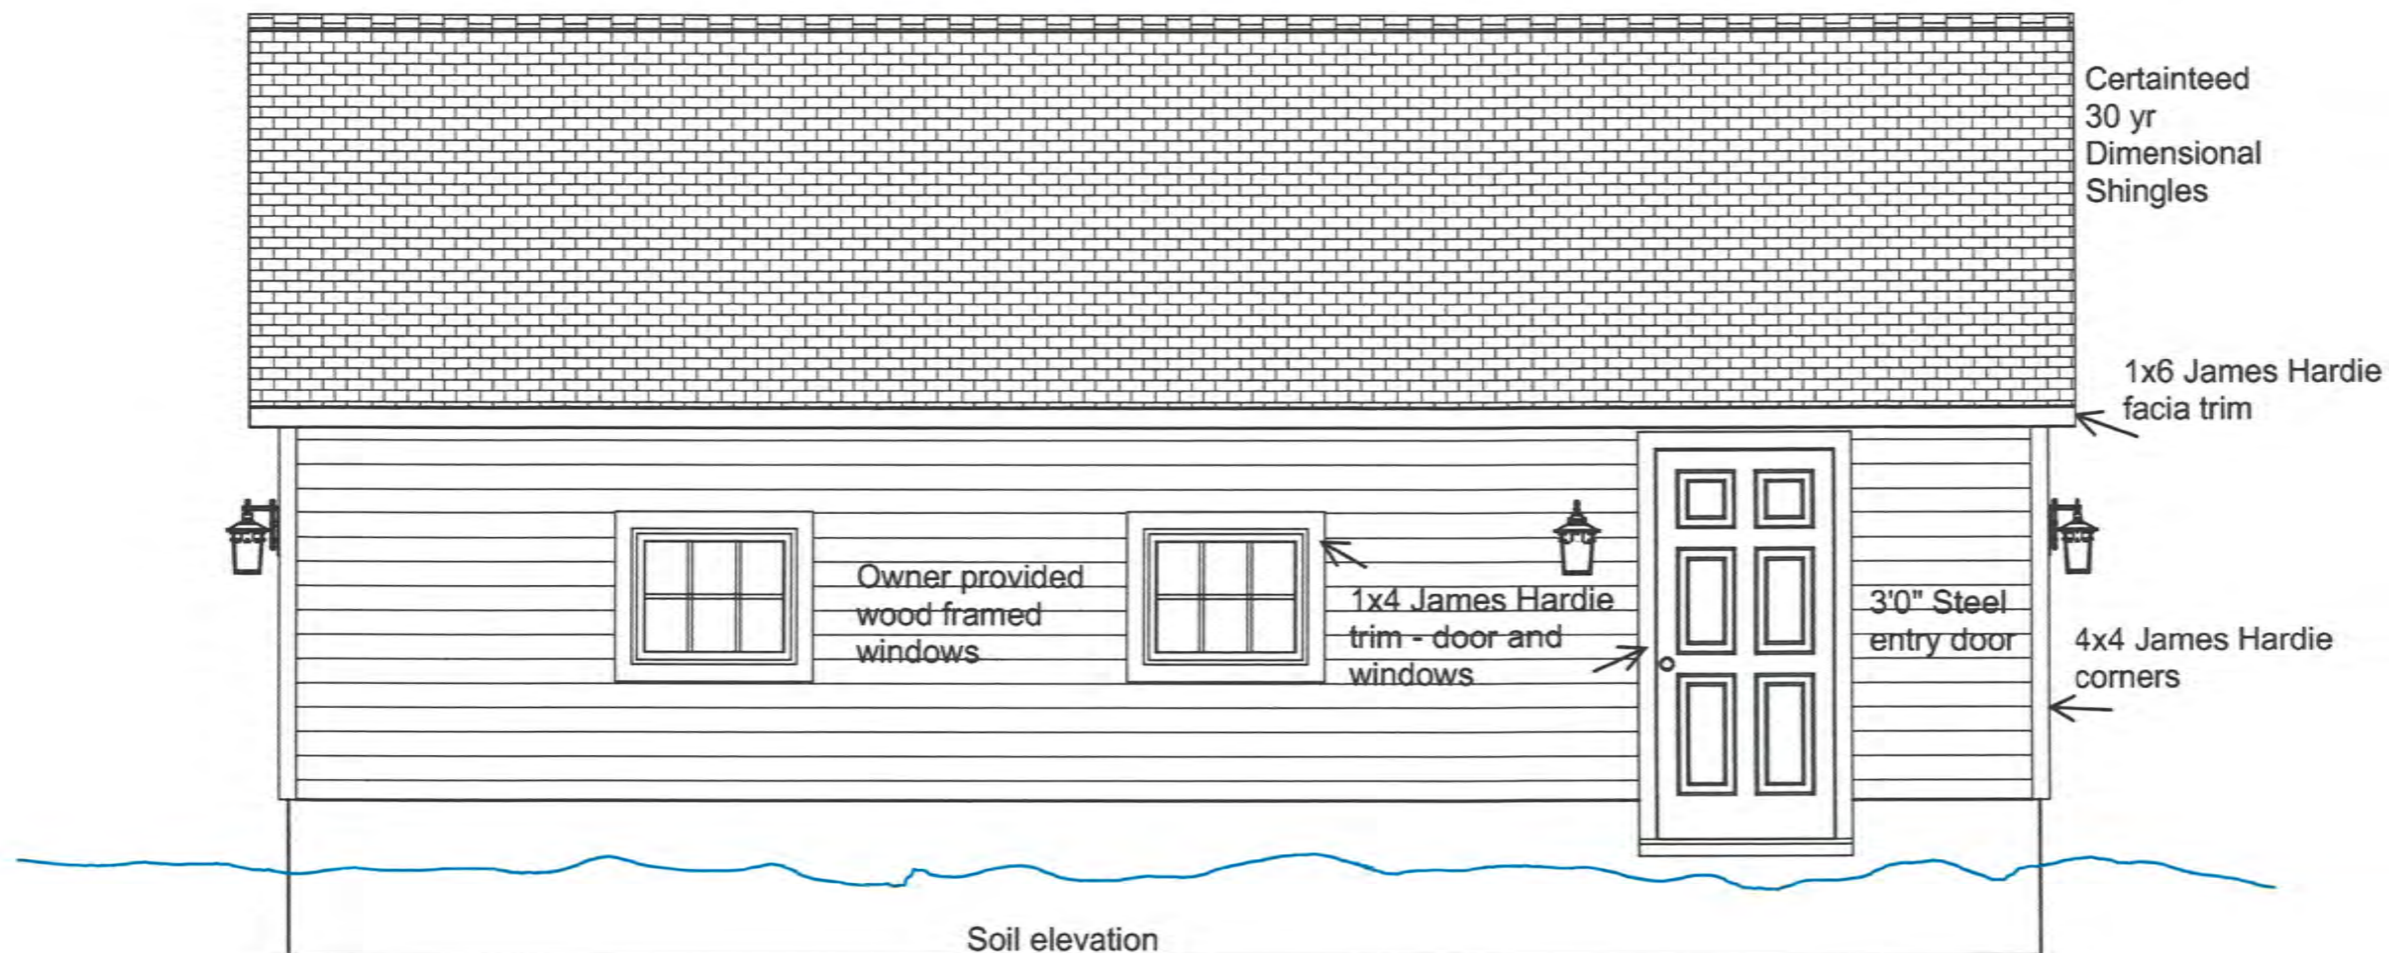 Certainteed
30 yr
Dimensional
Shingles
1x6 James Hardie
facia trim
Owner provided
wood framed
windows
1x4 James Hardie
trim - door and
windows
3'0" Steel
entry door
4x4 James Hardie
corners
Soil elevation